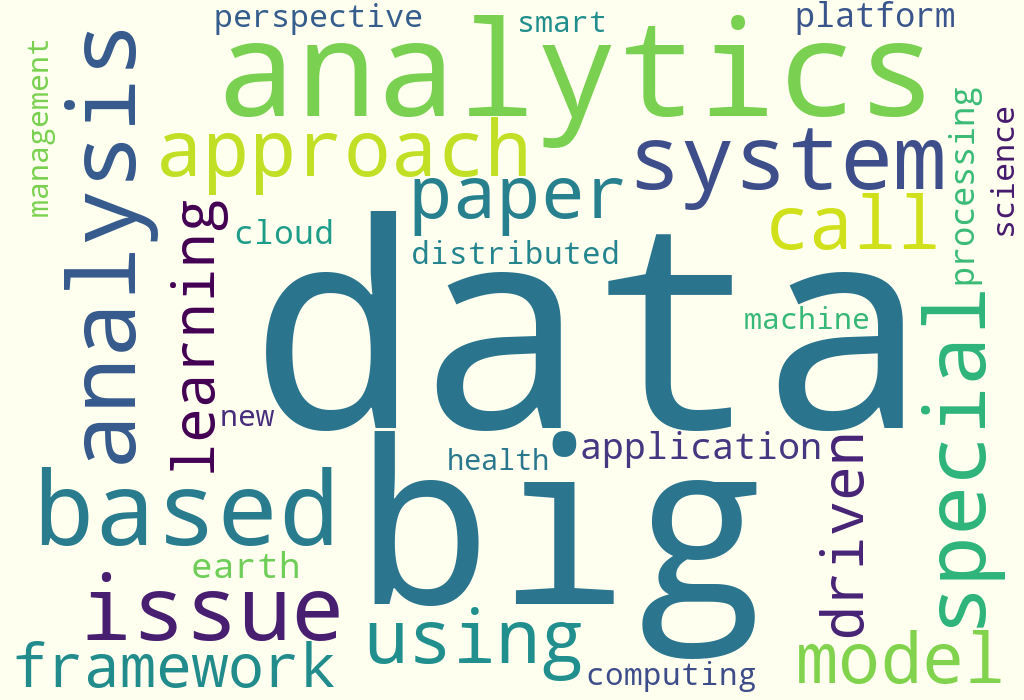 perspective
smart
platform
analytics
management
analysis
approach
system
processing
science
paper
call
learning
cloud
distributed
data
machine
special
new
big
application
health
driven
based
earth
issue
using
framework
model
computing